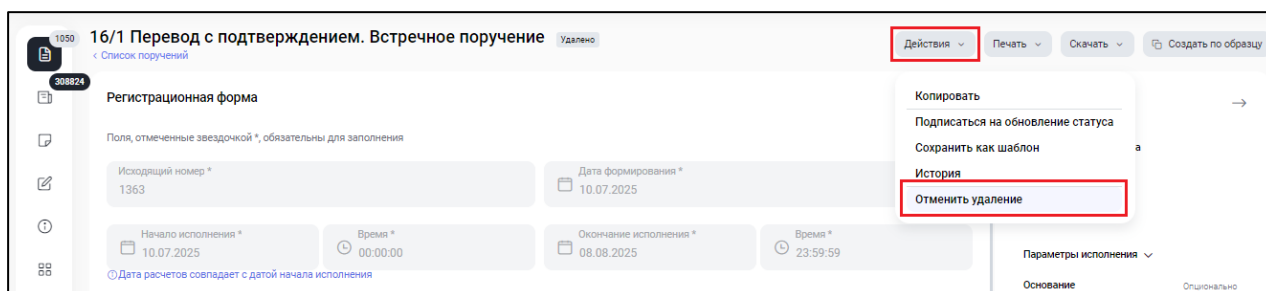 1050
16/1 Перевод с подтверждением. Встречное поручение Удалено
‹ Список поручений
Действия Печать Скачать Создать по образцу
308824
Регистрационная форма
Поля, отмеченные звездочкой *, обязательны для заполнения
Исходящий номер *
1363
Дата формирования *
10.07.2025
Начало исполнения *
10.07.2025
Время *
00:00:00
Окончание исполнения *
08.08.2025
Время *
23:59:59
Дата расчетов совпадает с датой начала исполнения
Копировать
Подписаться на обновление статуса
Сохранить как шаблон
а
История
Отменить удаление
Параметры исполнения
Основание Опционально